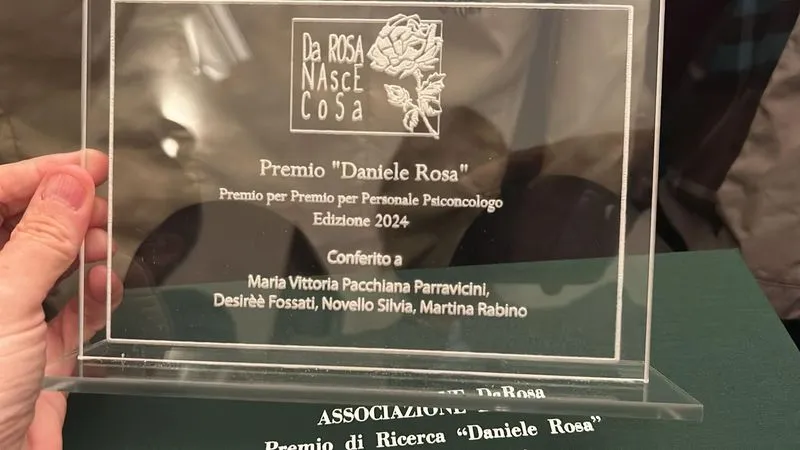 Da ROSA
NAscE
CoSa
Premio "Daniele Rosa"
Premio per Premio per Personale Psiconcologo
Edizione 2024
Conferito a
Maria Vittoria Pacchiana Parravicini,
Desirèè Fossati, Novello Silvia, Martina Rabino
ASSOCIAZIONE DaRosa
Premio di Ricerca “Daniele Rosa”